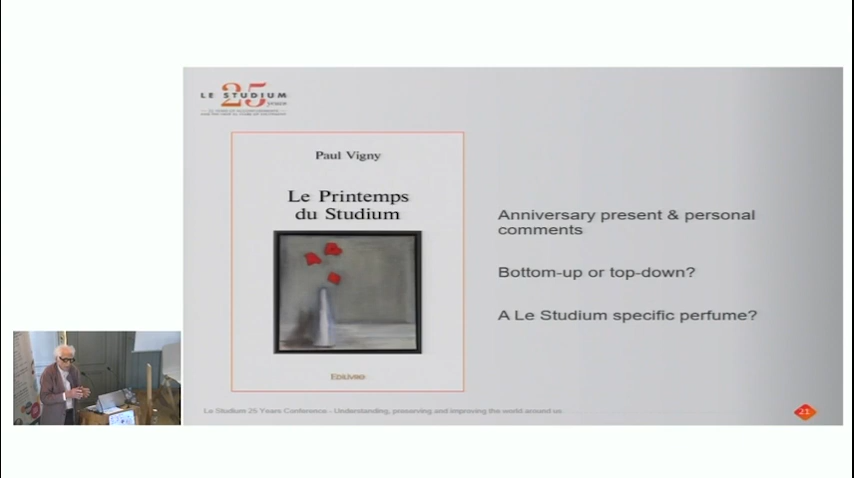 LE STUDIUM
25
years
Paul Vigny
Le Printemps
du Studium
EDILIVRE
Anniversary present & personal
comments
Bottom-up or top-down?
A Le Studium specific perfume?
Le Studium 25 Years Conference - Understanding, preserving and improving the world around us
21